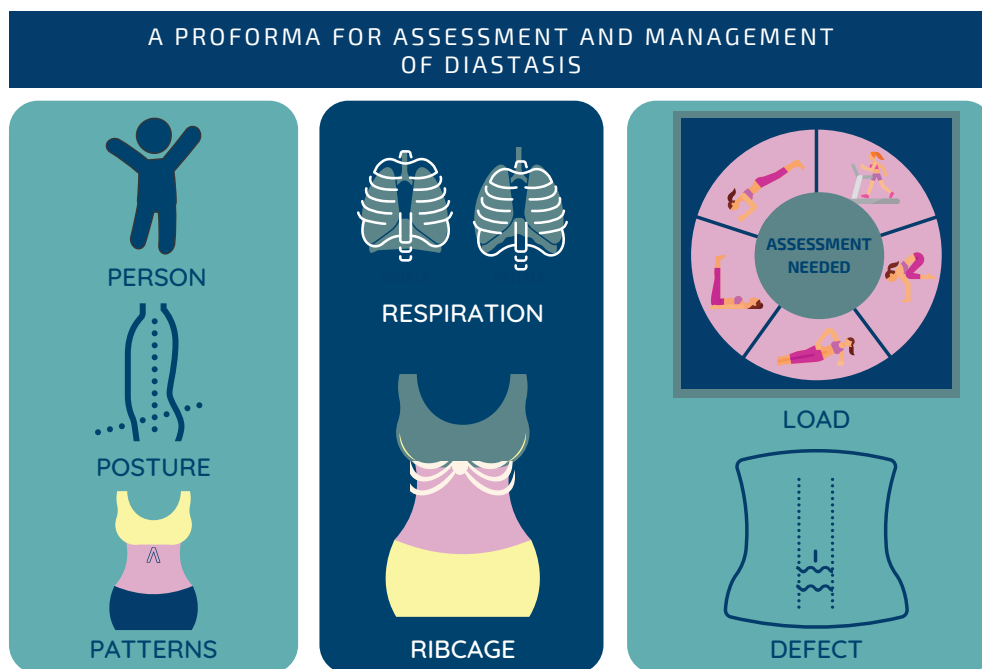 A PROFORMA FOR ASSESSMENT AND MANAGEMENT
OF DIASTASIS
PERSON
POSTURE
PATTERNS
RESPIRATION
RIBCAGE
ASSESSMENT
NEEDED
LOAD
DEFECT